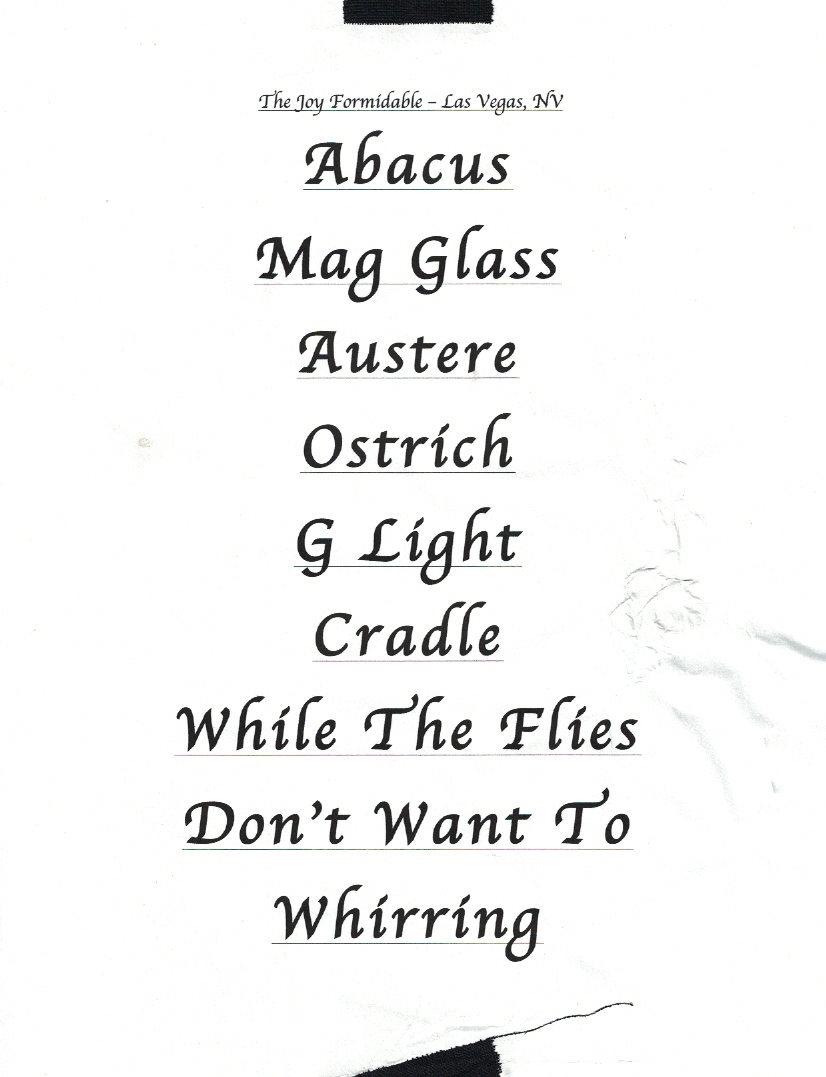 The Joy Formidable – Las Vegas, NV
Abacus
Mag Glass
Austere
Ostrich
G Light
Cradle
While The Flies
Don't Want To
Whirring